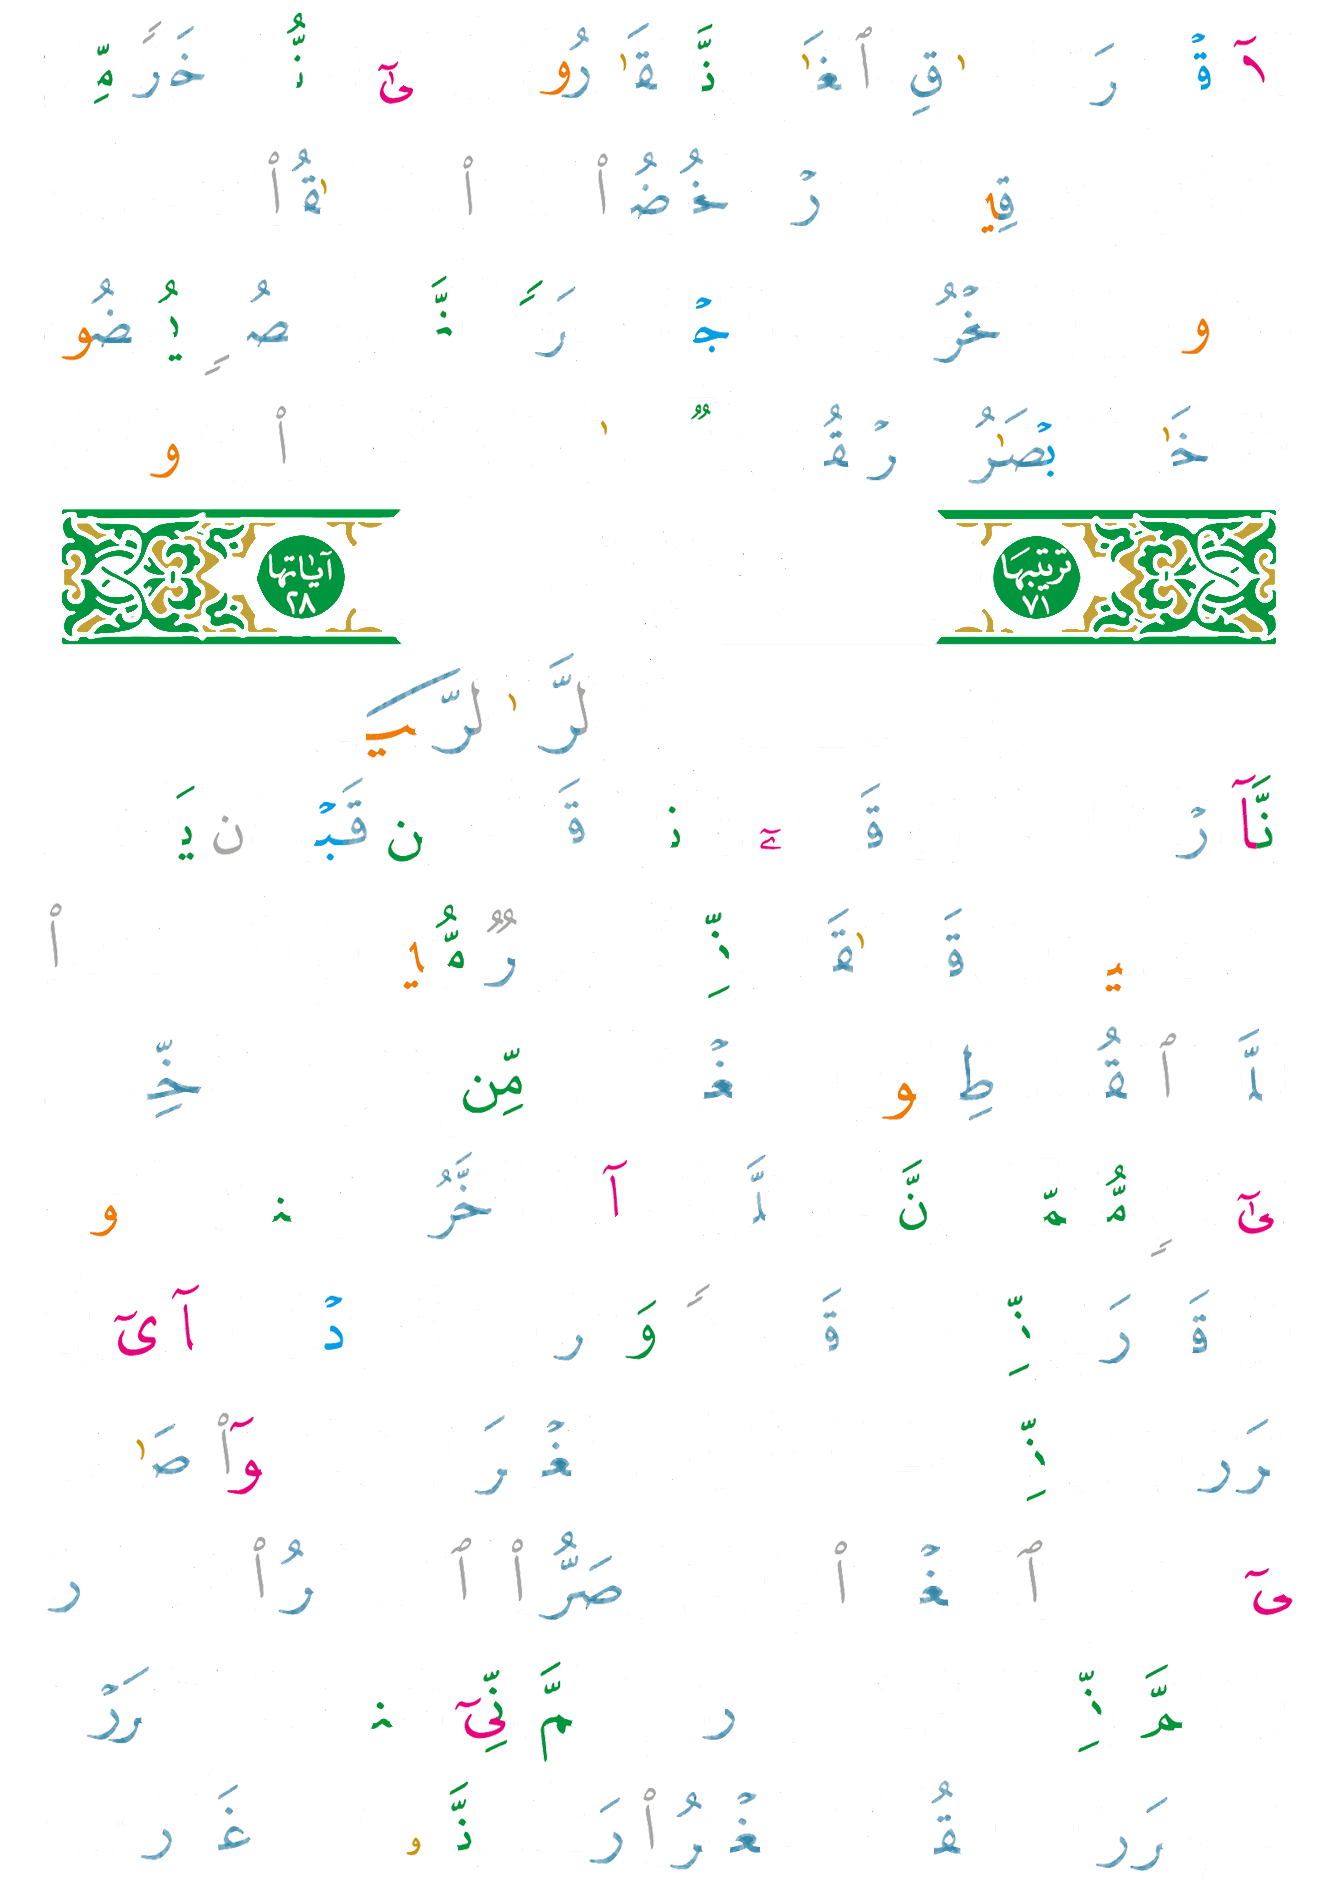 آ قۡ رَ ٰ قِ ٱ غَٰ ذَّ قَٰ رُو ىٓ نُّ خَ رً مِّ
قِي رۡ خُ ضُ اْ اْ ٰقُ اْ
و خۡرُ جۡ رَ ً نَّ صُ ٍ يُ ضُو
خَٰ بۡصَٰرُ رۡ قُ ٞ ٰ اْ و
ترتيبها ٧١ آياتها ٢٨
لرَّ ٰ لرَّ حِي
نَّآ رۡ قَ ےٓ ن قَ ن قَبۡ ن يَ
ي قَ ٰقَ نِّ رٞ مُّ ي اْ
لَّ ٱ قُ طِ و غۡ مِّن خِّ
ىٓ ٍ مُّ مّ نَّ لَّ آ خَّرُ ن و
قَ رَ نِّ قَ ً وَ ر دۡ آ ىٓ
رَ ر نِّ غۡ رَ وٓاْ صَٰ
ىٓ ٱ غۡ اْ صَرُّ اْ ٱ رُ اْ ر
مَّ نِّ ر مَّ نِّىٓ ن رَ رۡ
رَ ر قُ غۡ رُ اْ رَ ذَّ و غَ ر